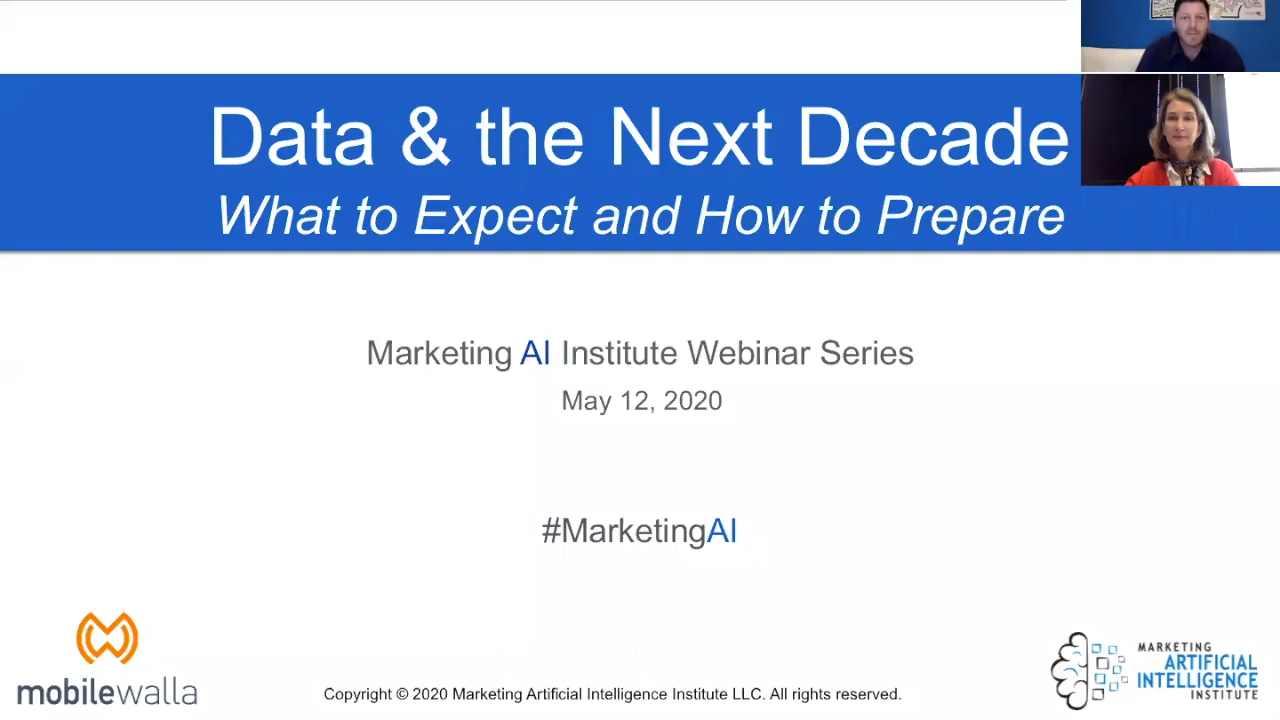 Data & the Next Decade
What to Expect and How to Prepare
Marketing AI Institute Webinar Series
May 12, 2020
#MarketingAI
mobilewalla
Copyright © 2020 Marketing Artificial Intelligence Institute LLC. All rights reserved.
MARKETING
ARTIFICIAL
INTELLIGENCE
INSTITUTE